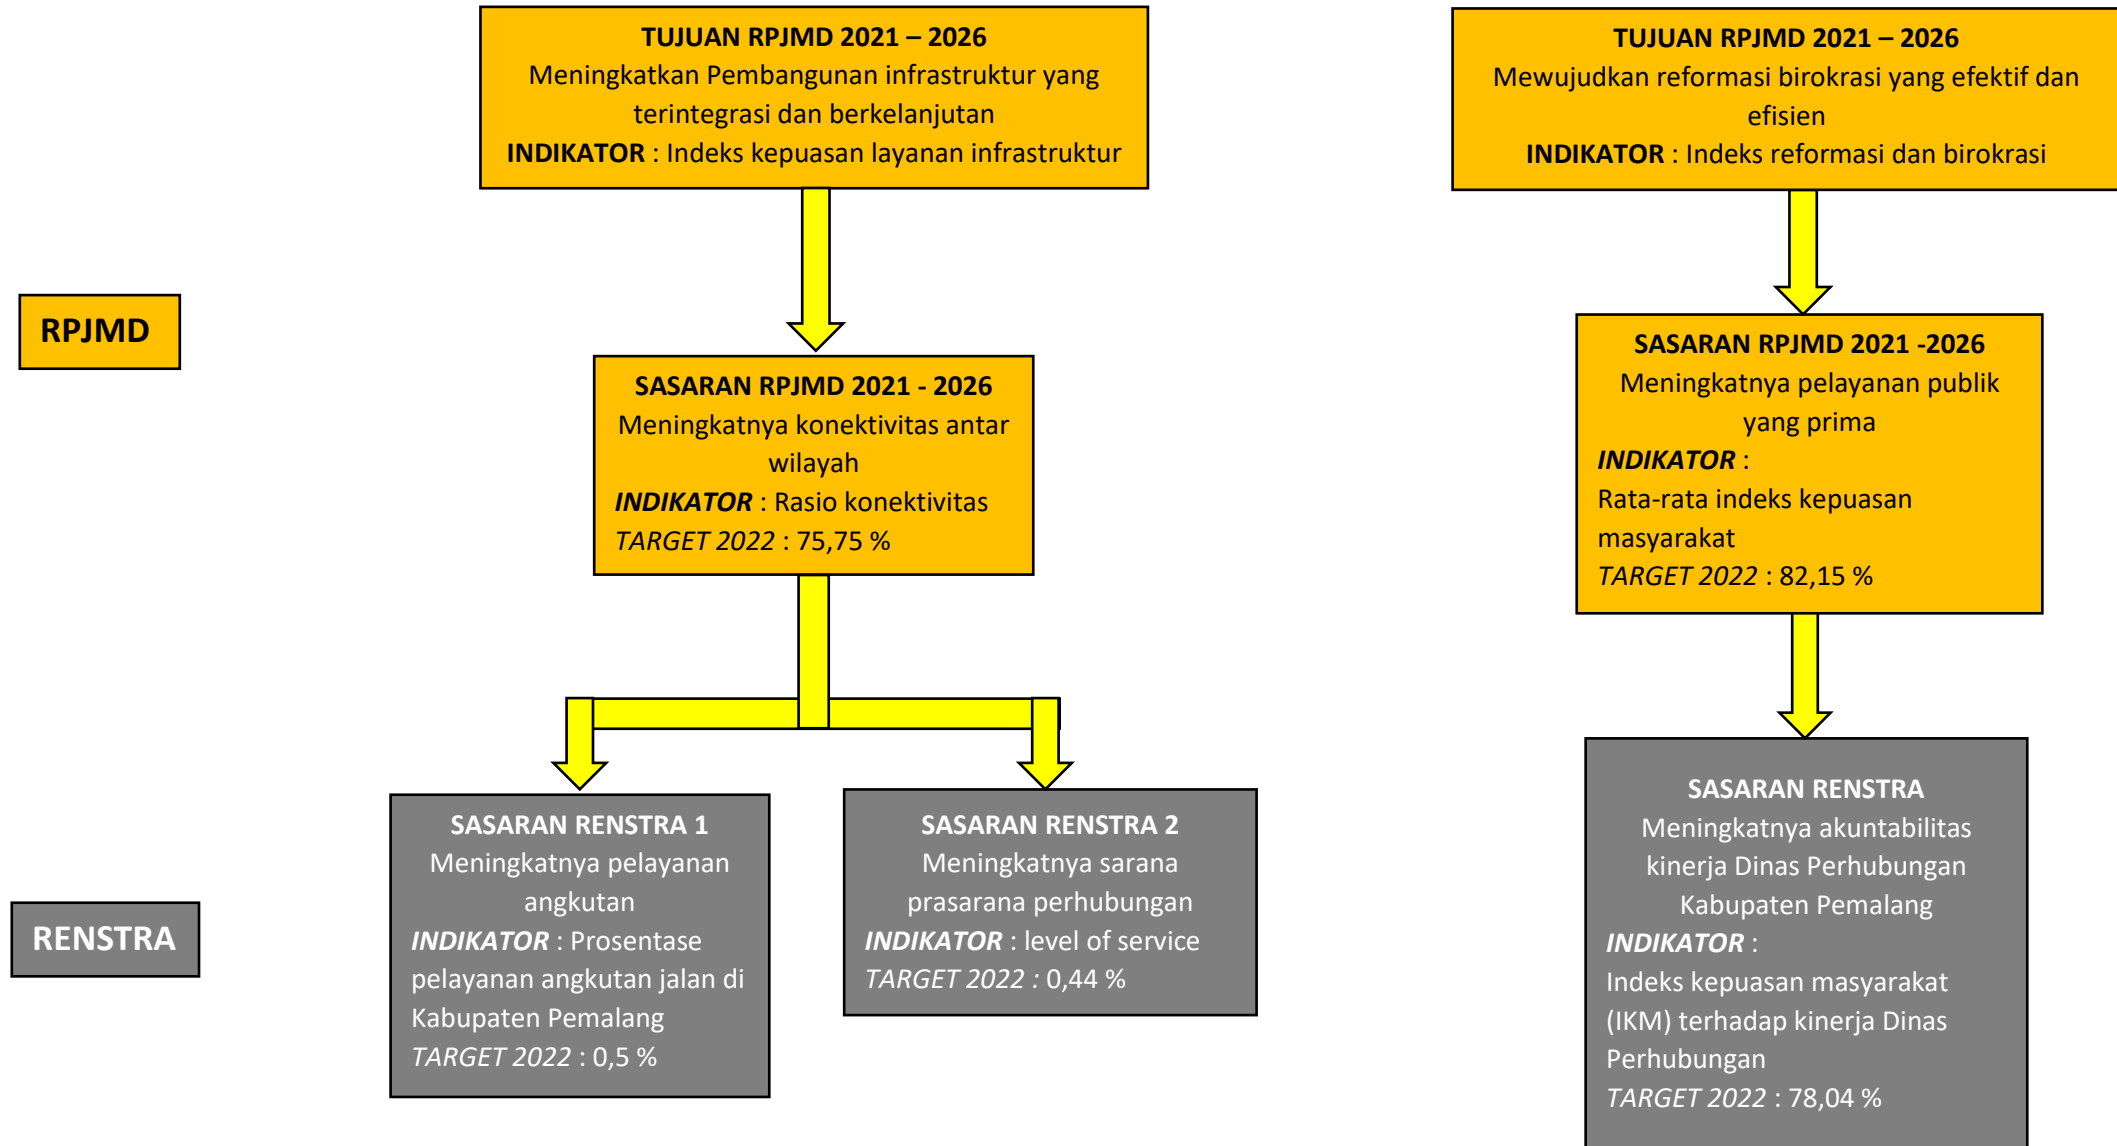 TUJUAN RPJMD 2021 – 2026
Meningkatkan Pembangunan infrastruktur yang
terintegrasi dan berkelanjutan
INDIKATOR : Indeks kepuasan layanan infrastruktur
TUJUAN RPJMD 2021 – 2026
Mewujudkan reformasi birokrasi yang efektif dan
efisien
INDIKATOR : Indeks reformasi dan birokrasi
RPJMD
SASARAN RPJMD 2021 - 2026
Meningkatnya konektivitas antar
wilayah
INDIKATOR : Rasio konektivitas
TARGET 2022 : 75,75 %
SASARAN RPJMD 2021 -2026
Meningkatnya pelayanan publik
yang prima
INDIKATOR :
Rata-rata indeks kepuasan
masyarakat
TARGET 2022 : 82,15 %
RENSTRA
SASARAN RENSTRA 1
Meningkatnya pelayanan
angkutan
INDIKATOR : Prosentase
pelayanan angkutan jalan di
Kabupaten Pemalang
TARGET 2022 : 0,5 %
SASARAN RENSTRA 2
Meningkatnya sarana
prasarana perhubungan
INDIKATOR : level of service
TARGET 2022 : 0,44 %
SASARAN RENSTRA
Meningkatnya akuntabilitas
kinerja Dinas Perhubungan
Kabupaten Pemalang
INDIKATOR :
Indeks kepuasan masyarakat
(IKM) terhadap kinerja Dinas
Perhubungan
TARGET 2022 : 78,04 %